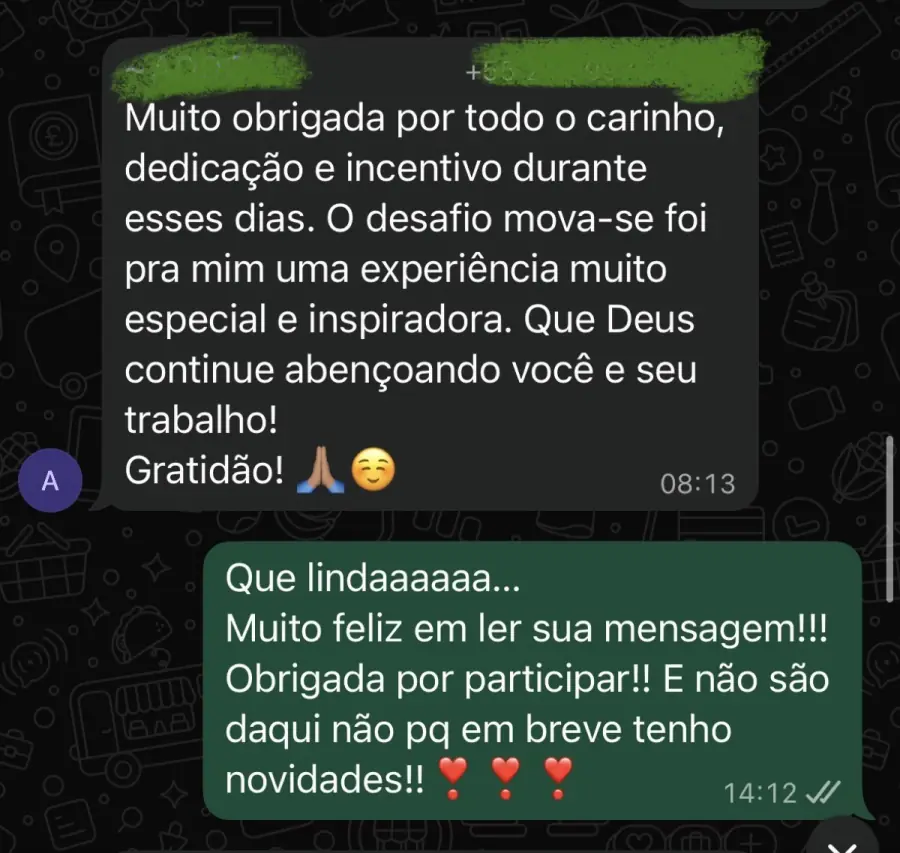 Muito obrigada por todo o carinho,
dedicação e incentivo durante
esses dias. O desafio mova-se foi
pra mim uma experiência muito
especial e inspiradora. Que Deus
continue abençoando você e seu
trabalho!
Gratidão! 🙏🏽☺️
08:13
A
Que lindaaaaaa...
Muito feliz em ler sua mensagem!!!
Obrigada por participar!! E não são
daqui não pq em breve tenho
novidades!! ❣️ ❣️ ❣️
14:12